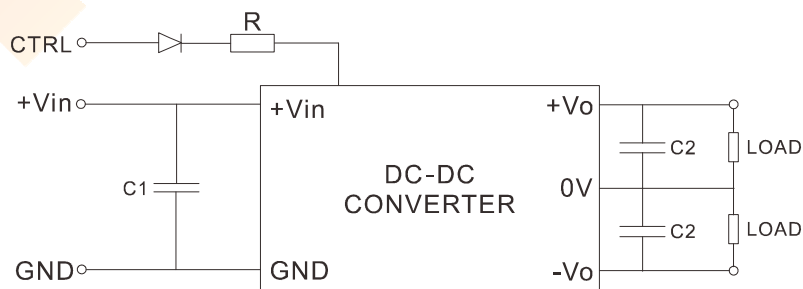 R
CTRL
+Vin
+Vin
+Vo
C2
LOAD
C1
DC-DC
CONVERTER
0V
C2
LOAD
GND
GND
-Vo